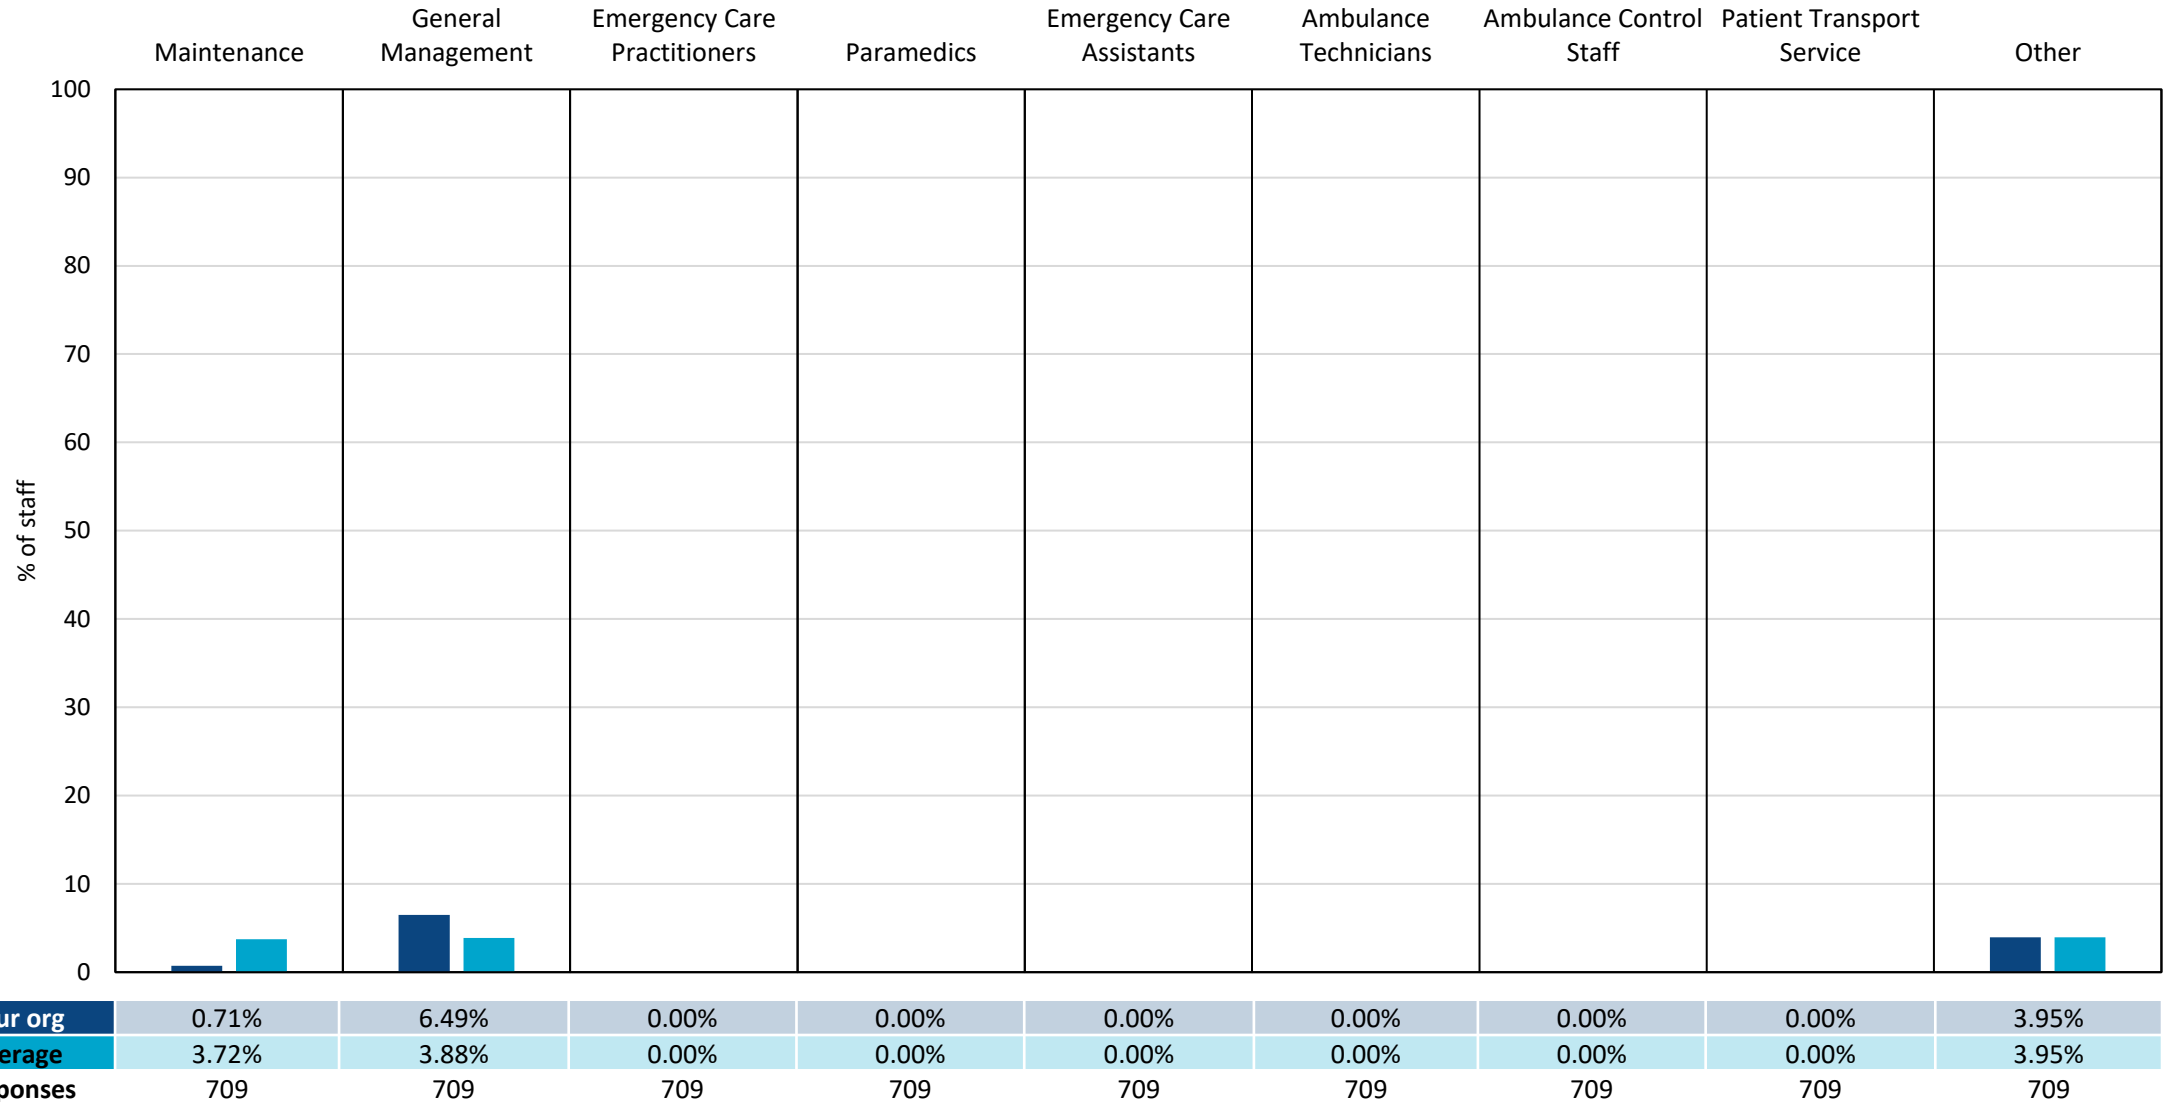 Maintenance
General
Management
Emergency Care
Practitioners
Paramedics
Emergency Care
Assistants
Ambulance
Technicians
Ambulance Control
Staff
Patient Transport
Service
Other
% of staff
100
90
80
70
60
50
40
30
20
10
0
ur org 0.71% 6.49% 0.00% 0.00% 0.00% 0.00% 0.00% 0.00% 3.95%
erage 3.72% 3.88% 0.00% 0.00% 0.00% 0.00% 0.00% 0.00% 3.95%
ponses 709 709 709 709 709 709 709 709 709